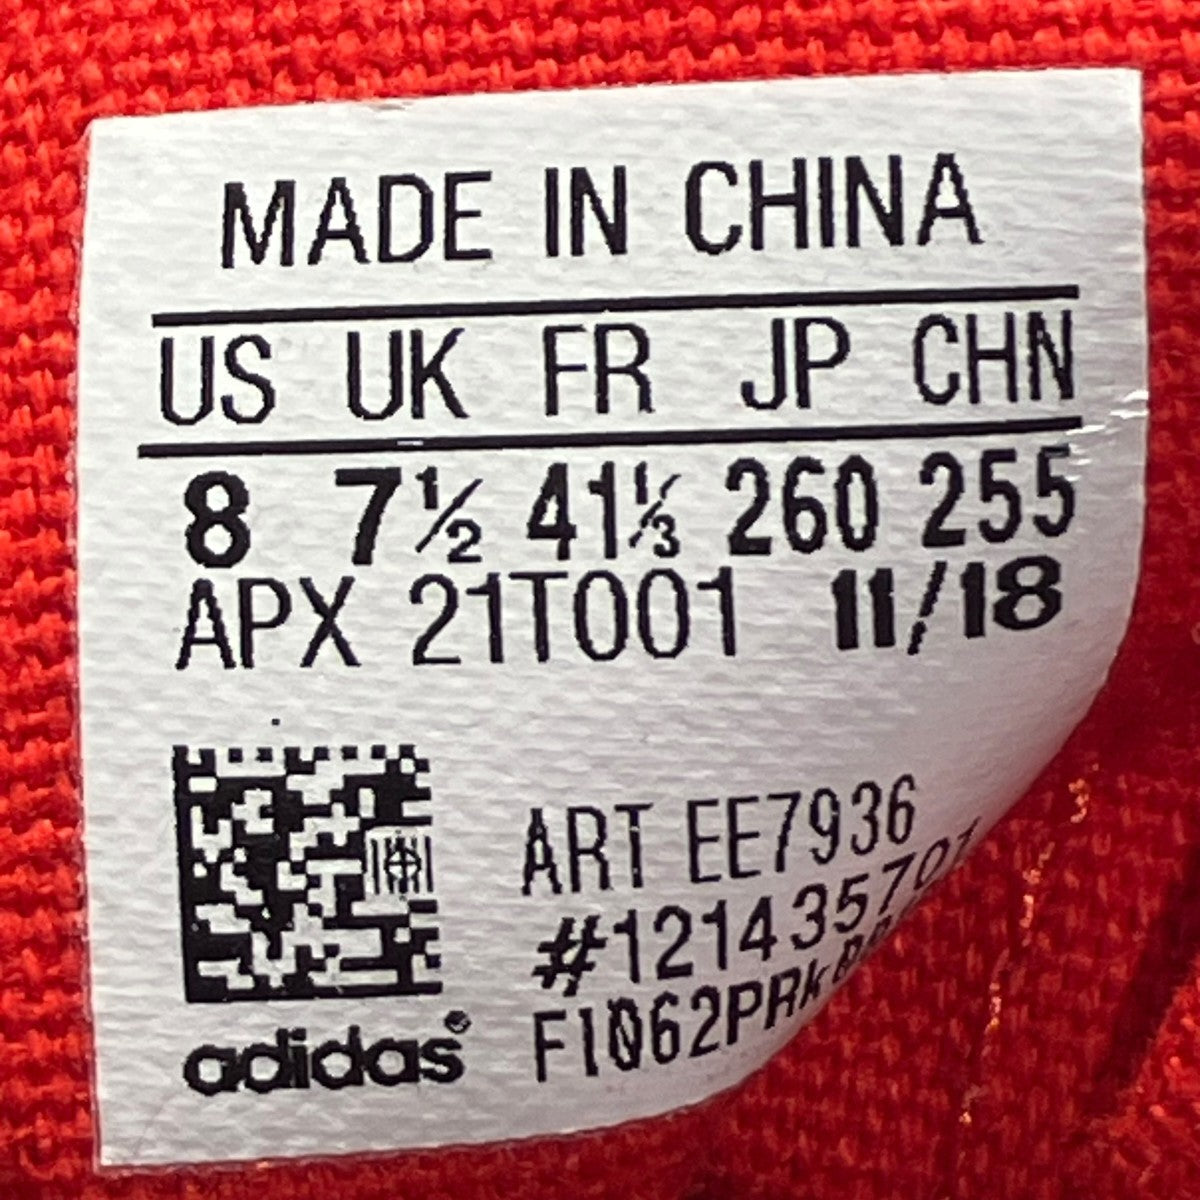 MADE IN CHINA
US UK FR JP CHN
8 7½ 41⅓ 260 255
APX 21T001 11/18
ART EE7936
#121435701
adidas®